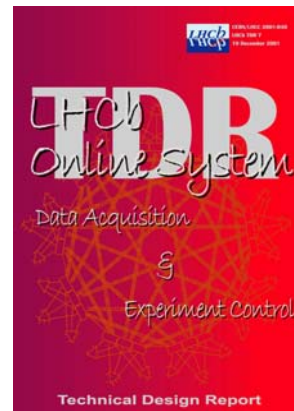 LHCb
CERN/LHCC 2001-040
LHCb TDR 7
19 December 2001
TDR
LHCb
Online System
Data Acquisition
&
Experiment Control
Technical Design Report